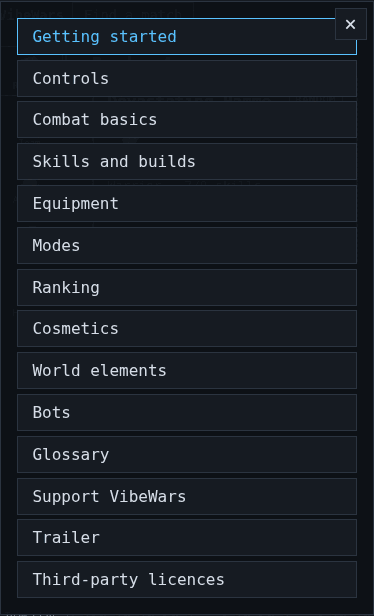 ×
Getting started
Controls
Combat basics
Skills and builds
Equipment
Modes
Ranking
Cosmetics
World elements
Bots
Glossary
Support VibeWars
Trailer
Third-party licences